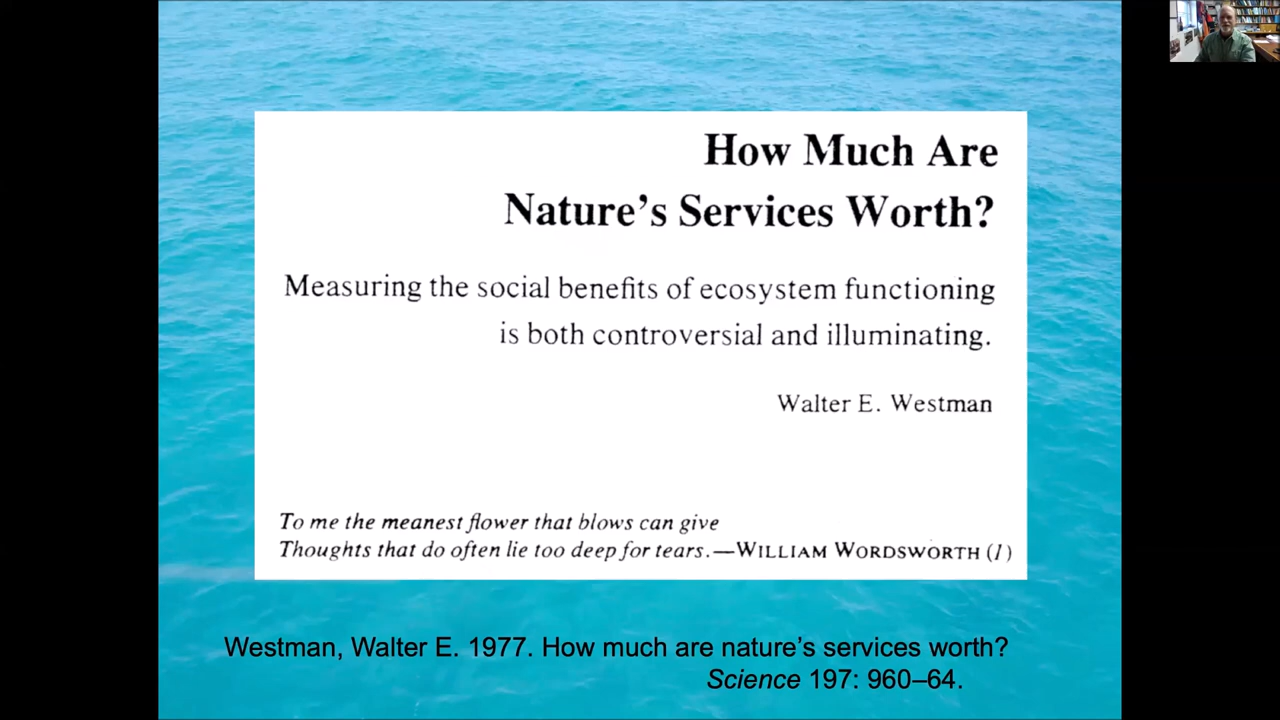 How Much Are
Nature's Services Worth?
Measuring the social benefits of ecosystem functioning
is both controversial and illuminating.
Walter E. Westman
To me the meanest flower that blows can give
Thoughts that do often lie too deep for tears.—WILLIAM WORDSWORTH (1)
Westman, Walter E. 1977. How much are nature's services worth?
Science 197: 960–64.